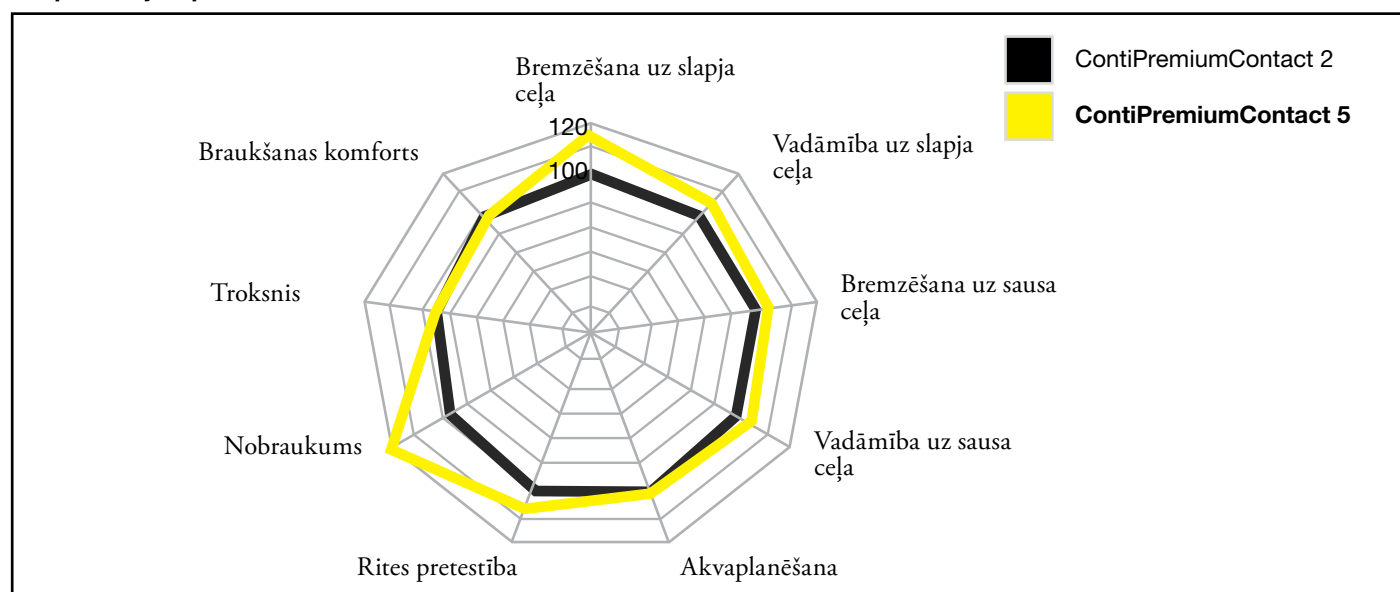 Bremzēšana uz slapja
ceļa
120
100
Vadāmība uz slapja
ceļa
Bremzēšana uz sausa
ceļa
Vadāmība uz sausa
ceļa
Akvaplanēšana
Rites pretestība
Nobraukums
Troksnis
Braukšanas komforts
ContiPremiumContact 2
ContiPremiumContact 5